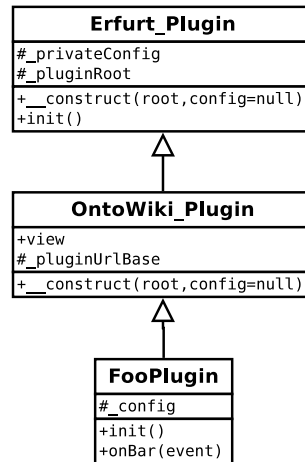 Erfurt_Plugin
#_privateConfig
#_pluginRoot
+__construct(root,config=null)
+init()
OntoWiki_Plugin
+view
#_pluginUrlBase
+__construct(root,config=null)
FooPlugin
#_config
+init()
+onBar(event)